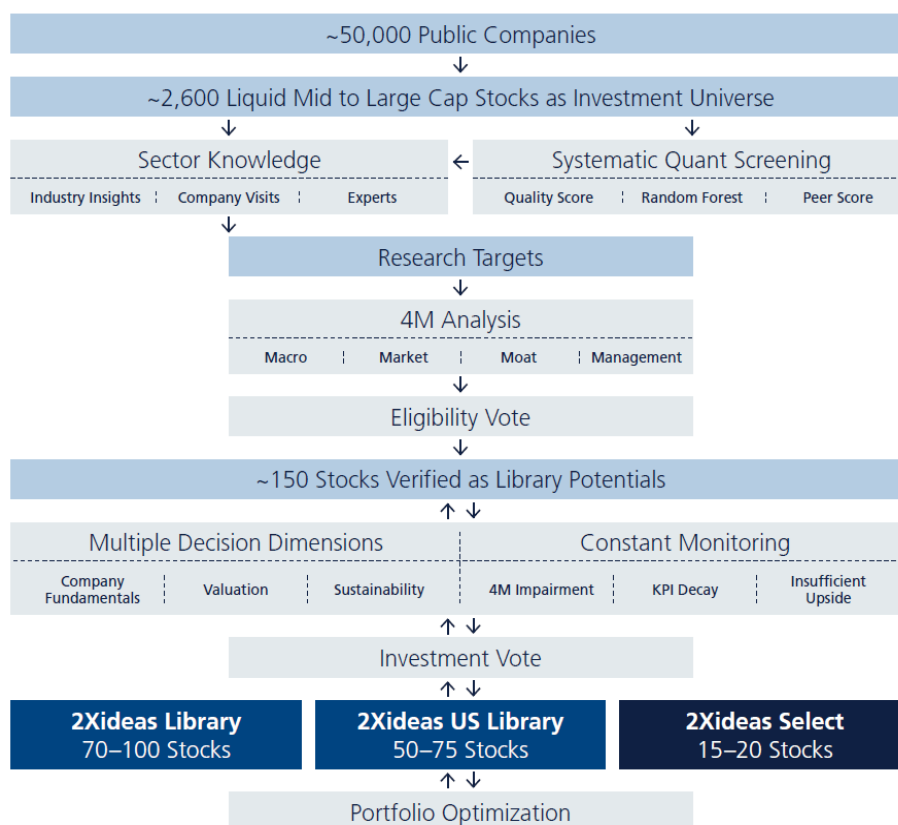 ~50,000 Public Companies
~2,600 Liquid Mid to Large Cap Stocks as Investment Universe
Sector Knowledge
Industry Insights
Company Visits
Experts
Systematic Quant Screening
Quality Score
Random Forest
Peer Score
Research Targets
4M Analysis
Macro
Market
Moat
Management
Eligibility Vote
~150 Stocks Verified as Library Potentials
Multiple Decision Dimensions
Company
Fundamentals
Valuation
Sustainability
Constant Monitoring
4M Impairment
KPI Decay
Insufficient
Upside
Investment Vote
2Xideas Library
70–100 Stocks
2Xideas US Library
50–75 Stocks
2Xideas Select
15–20 Stocks
Portfolio Optimization